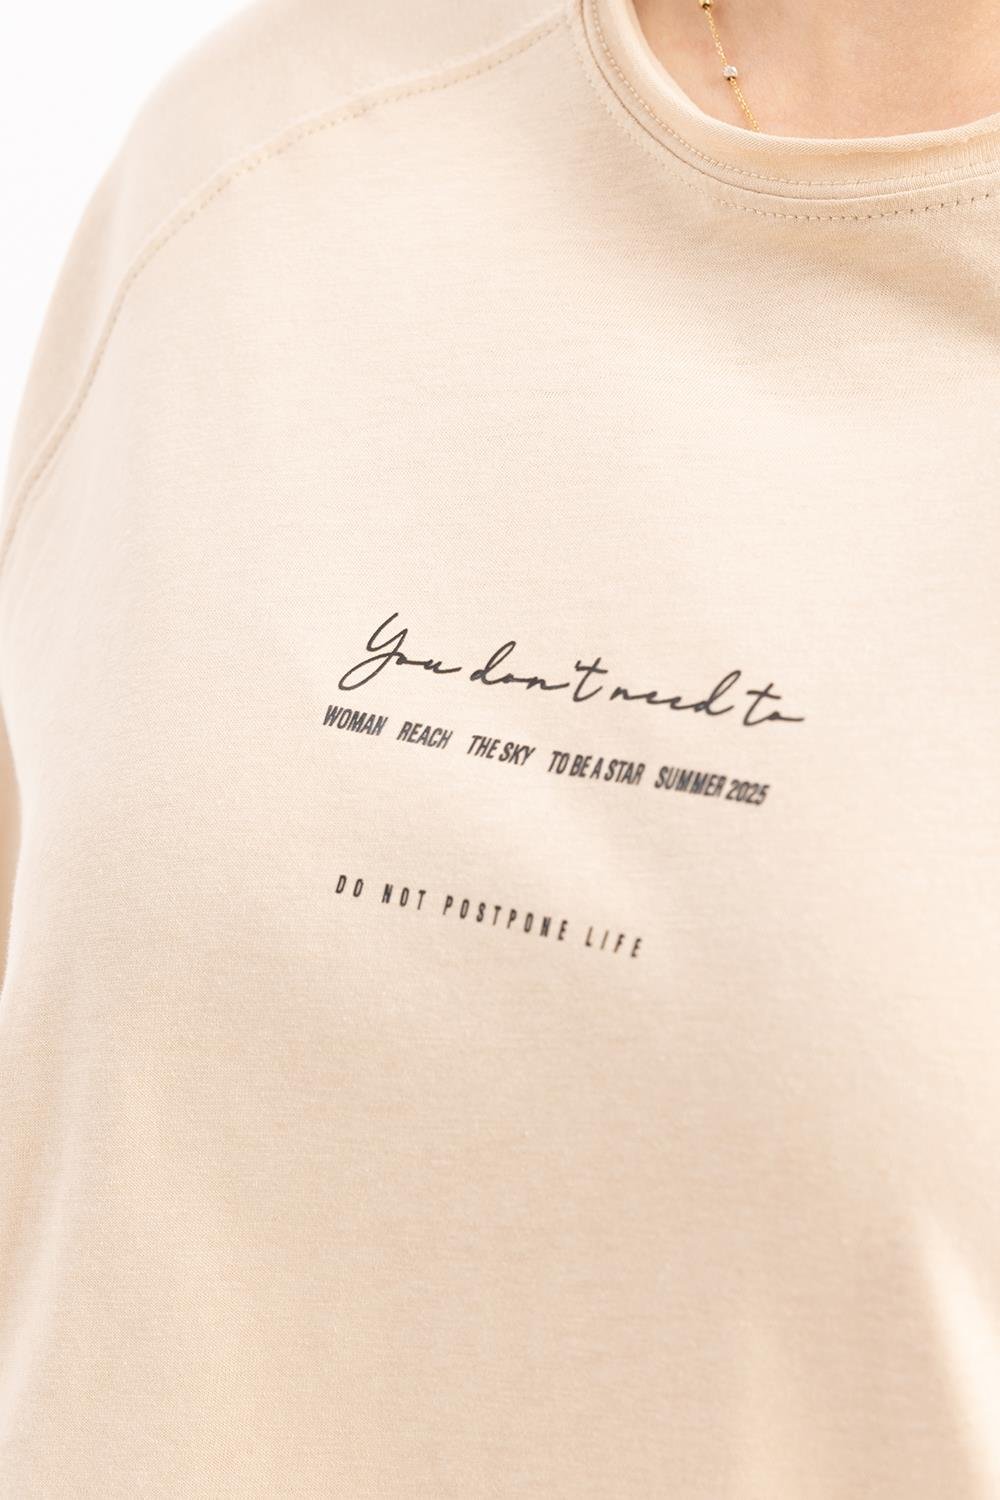 You don't need to
WOMAN REACH THE SKY TO BE A STAR SUMMER 2025
DO NOT POSTPONE LIFE